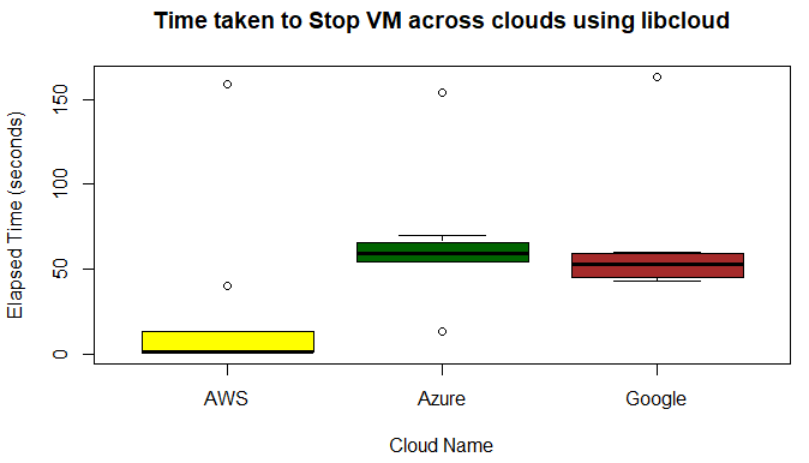 Time taken to Stop VM across clouds using libcloud
Elapsed Time (seconds)
150
100
50
0
AWS Azure Google
Cloud Name